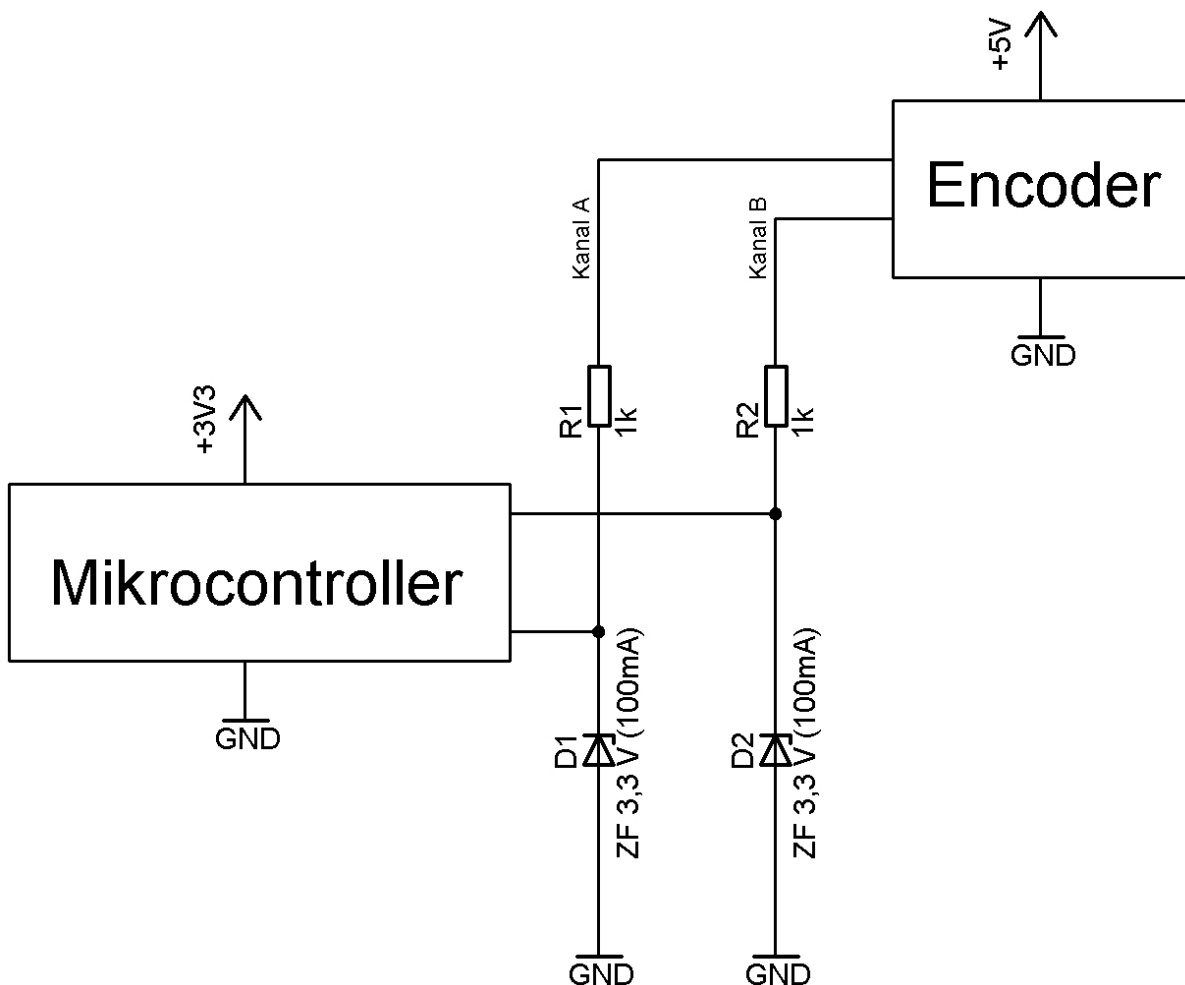 +5V
Encoder
GND
Kanal A
Kanal B
R1
1k
R2
1k
+3V3
Mikrocontroller
GND
D1
ZF 3,3 V (100mA)
D2
ZF 3,3 V (100mA)
GND
GND